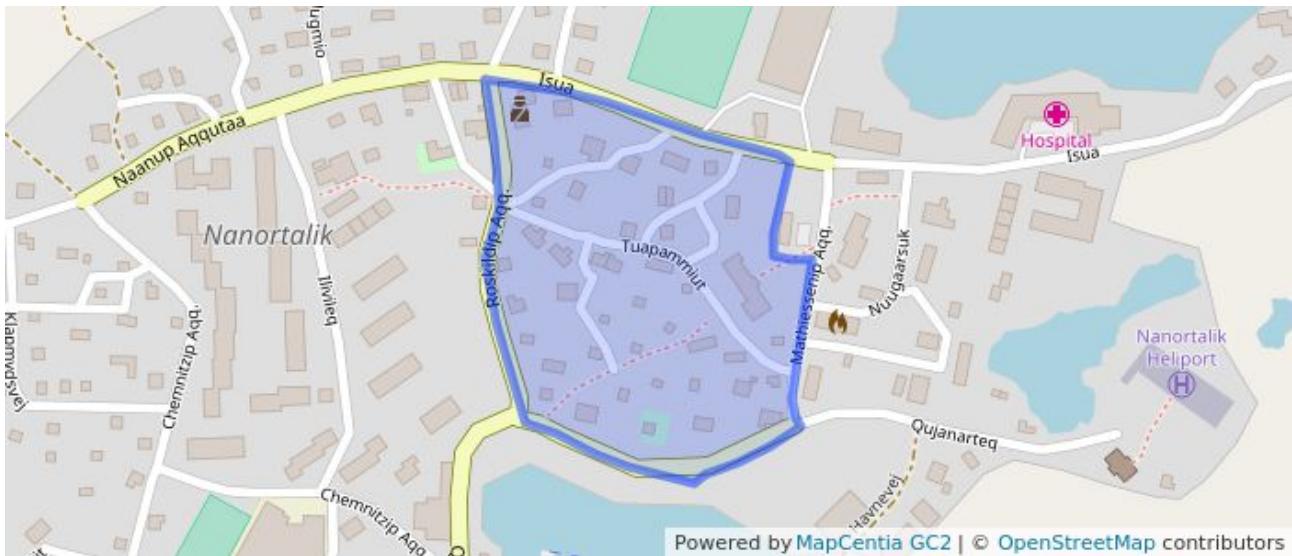 Isua
Naanup Aqqutaa
Hospital
Isua
Nanortalik
Roskildip Aqq.
Tuapammiut
Mathiessenip Aqq.
Nuugaarsuk
Ilivileq
Chemnitzip Aqq.
Nanortalik
Heliport
H
Qujanarteq
Chemnitzip Aqq.
Havnevej
Powered by MapCentia GC2 | © OpenStreetMap contributors